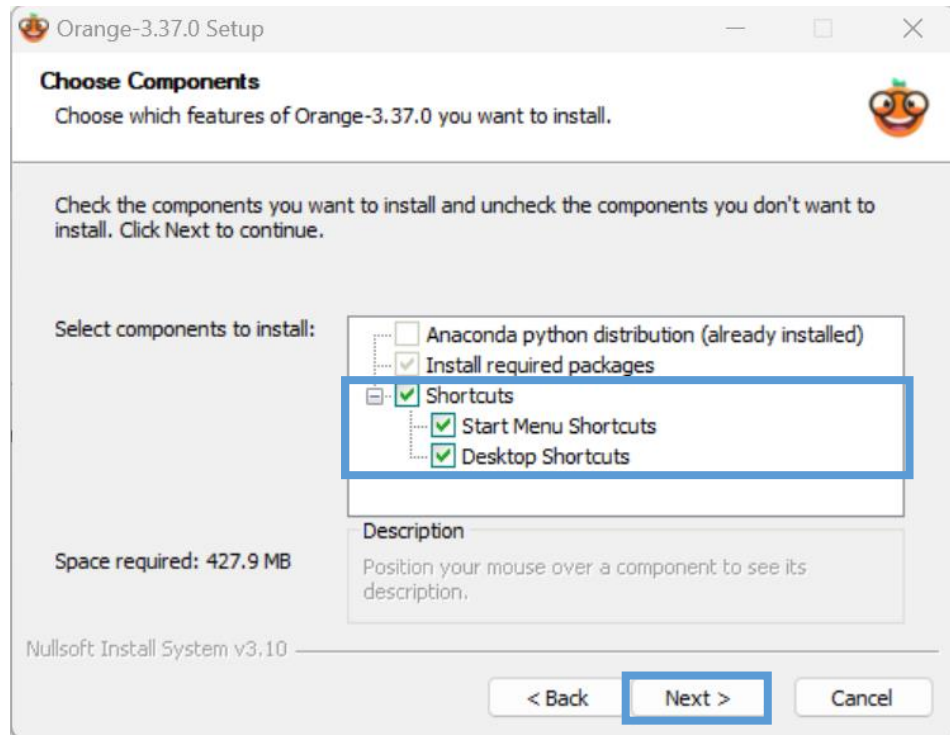 Orange-3.37.0 Setup
Choose Components
Choose which features of Orange-3.37.0 you want to install.
Check the components you want to install and uncheck the components you don't want to
install. Click Next to continue.
Select components to install:
Anaconda python distribution (already installed)
Install required packages
Shortcuts
Start Menu Shortcuts
Desktop Shortcuts
Space required: 427.9 MB
Description
Position your mouse over a component to see its
description.
Nullsoft Install System v3.10
< Back
Next >
Cancel